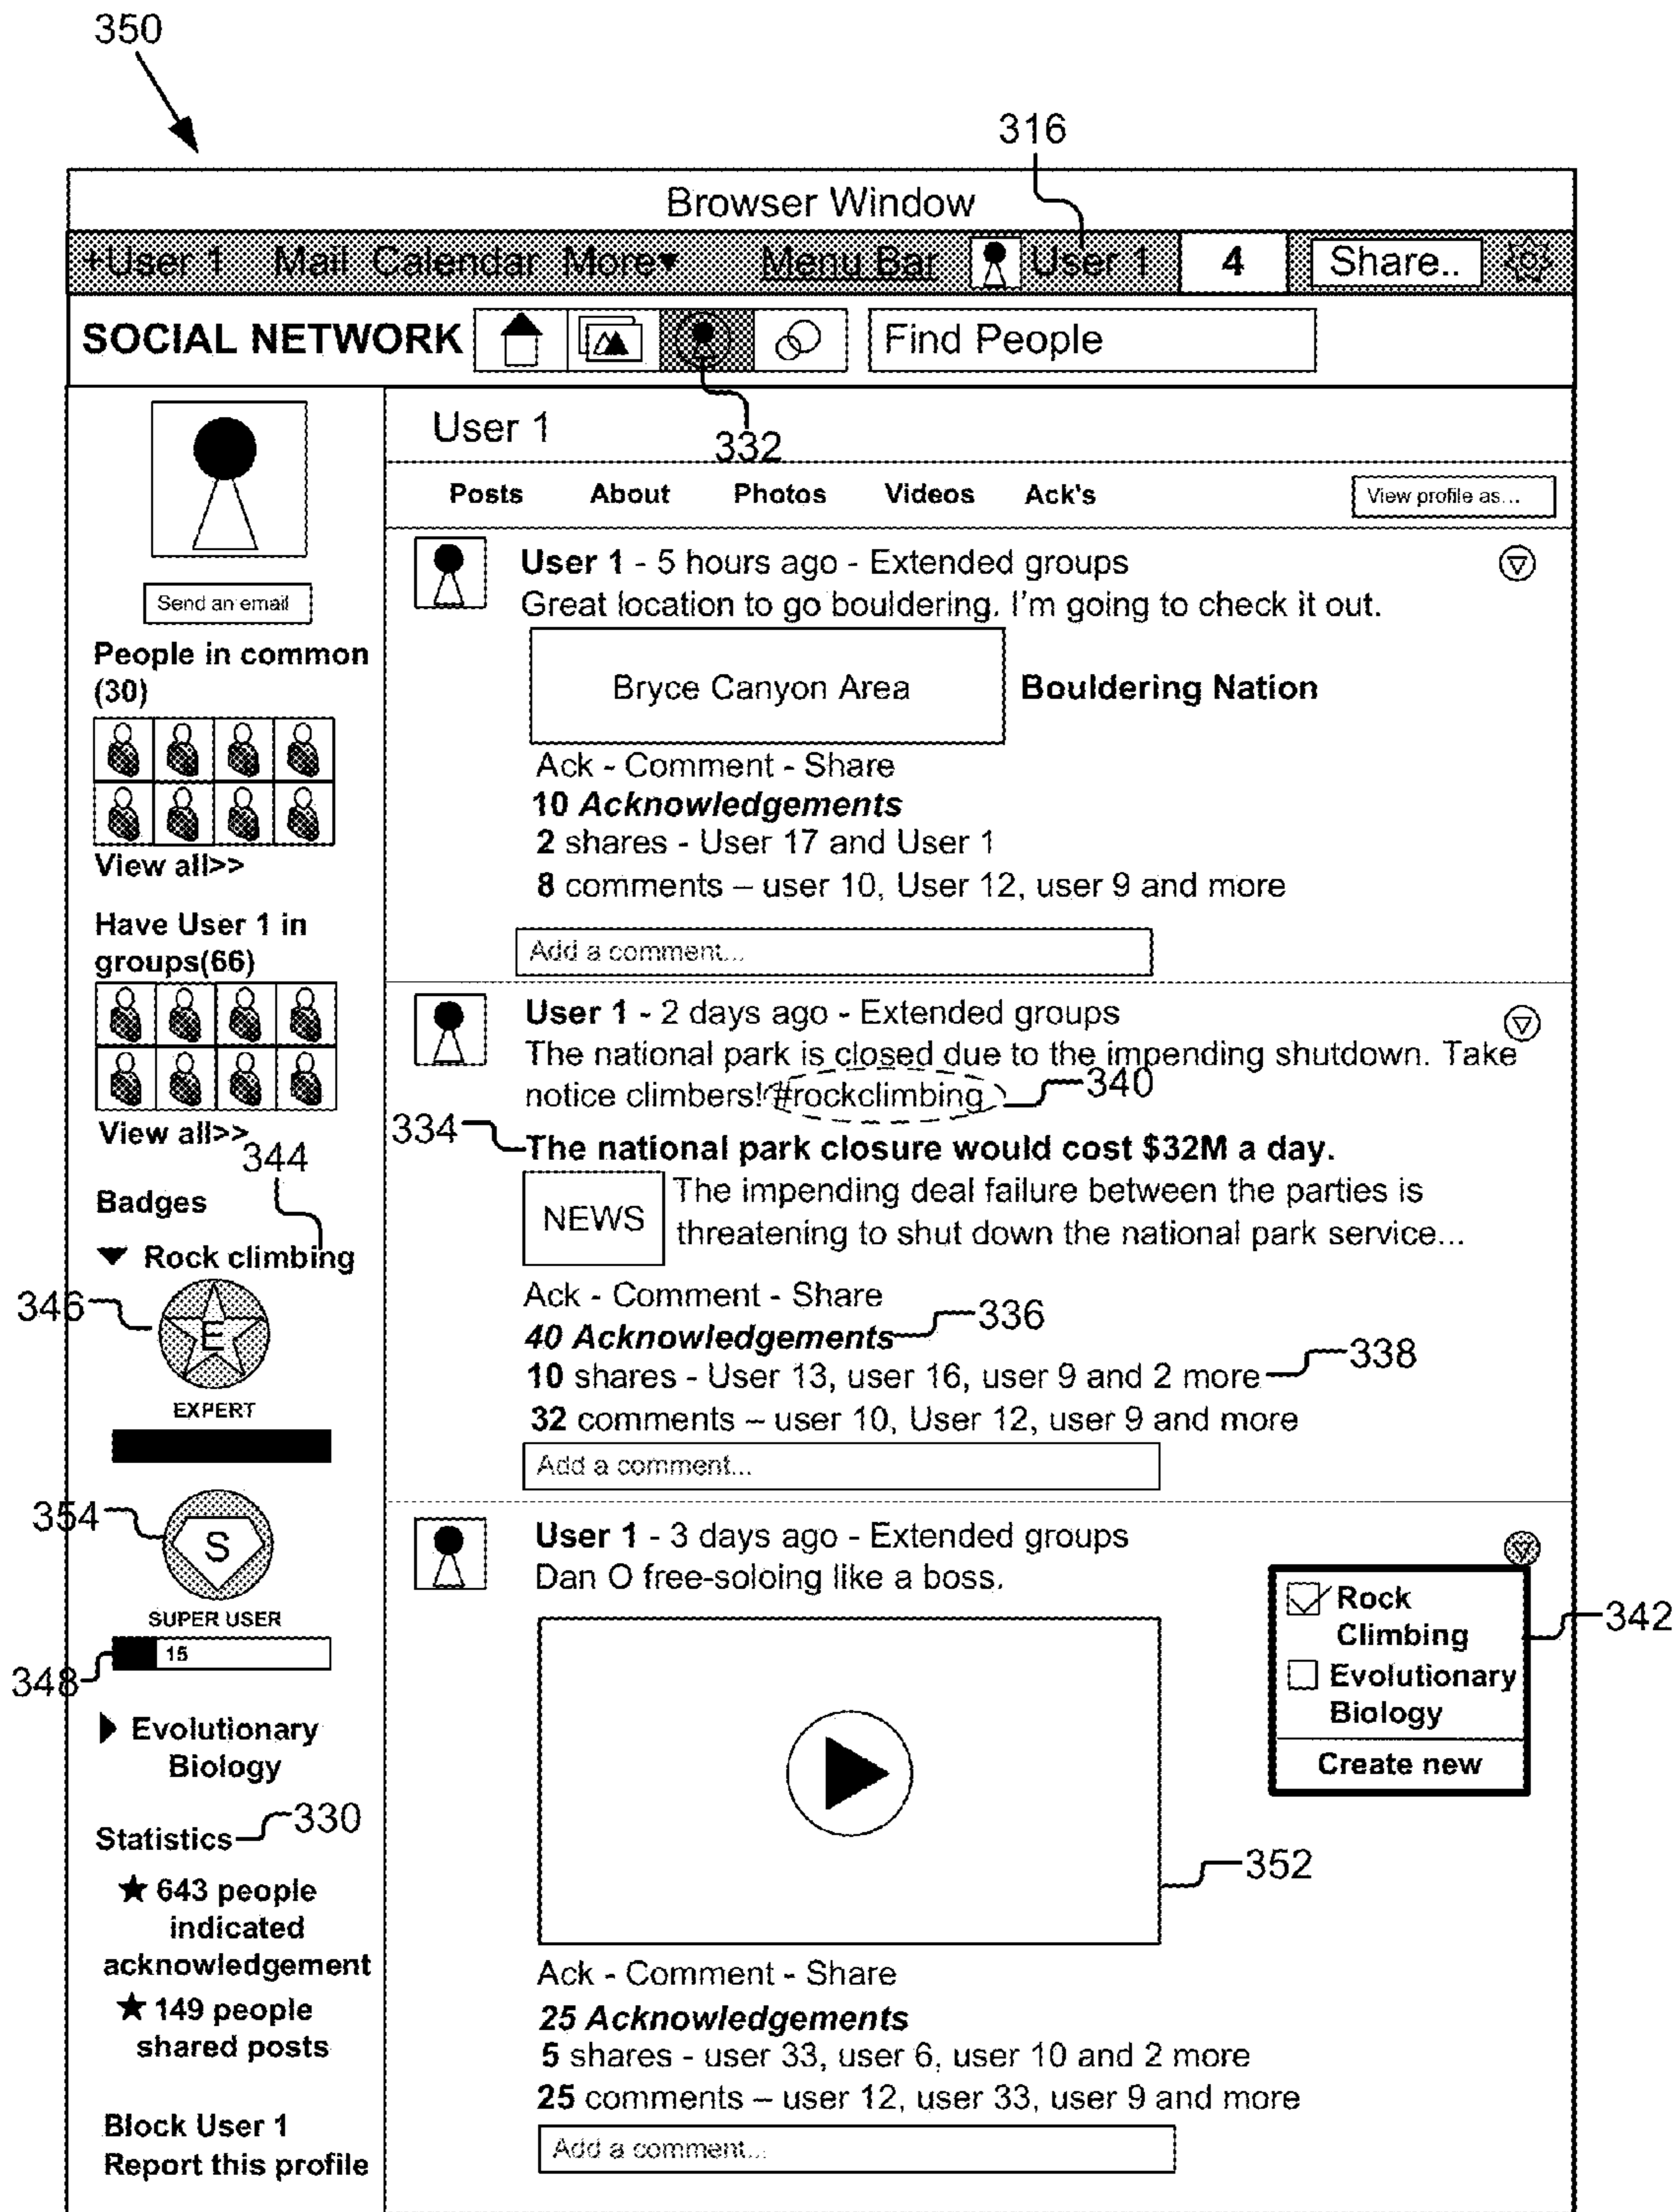 350
316
Browser Window
+User 1 Mail Calendar More▾ Menu Bar User 1 4 Share..
SOCIAL NETWORK Find People
332
User 1
Posts About Photos Videos Ack's View profile as...
Send an email
People in common
(30)
View all>>
Have User 1 in
groups(66)
View all>>
344
Badges
Rock climbing
346
E
EXPERT
354
S
SUPER USER
15
348
Evolutionary
Biology
Statistics
330
★ 643 people
indicated
acknowledgement
★ 149 people
shared posts
Block User 1
Report this profile
User 1 - 5 hours ago - Extended groups
Great location to go bouldering. I'm going to check it out.
Bryce Canyon Area Bouldering Nation
Ack - Comment - Share
10 Acknowledgements
2 shares - User 17 and User 1
8 comments – user 10, User 12, user 9 and more
Add a comment...
User 1 - 2 days ago - Extended groups
The national park is closed due to the impending shutdown. Take
notice climbers! #rockclimbing
340
334
The national park closure would cost $32M a day.
NEWS
The impending deal failure between the parties is
threatening to shut down the national park service...
Ack - Comment - Share
40 Acknowledgements
336
10 shares - User 13, user 16, user 9 and 2 more
338
32 comments – user 10, User 12, user 9 and more
Add a comment...
User 1 - 3 days ago - Extended groups
Dan O free-soloing like a boss.
Rock
Climbing
342
Evolutionary
Biology
Create new
352
Ack - Comment - Share
25 Acknowledgements
5 shares - user 33, user 6, user 10 and 2 more
25 comments – user 12, user 33, user 9 and more
Add a comment...